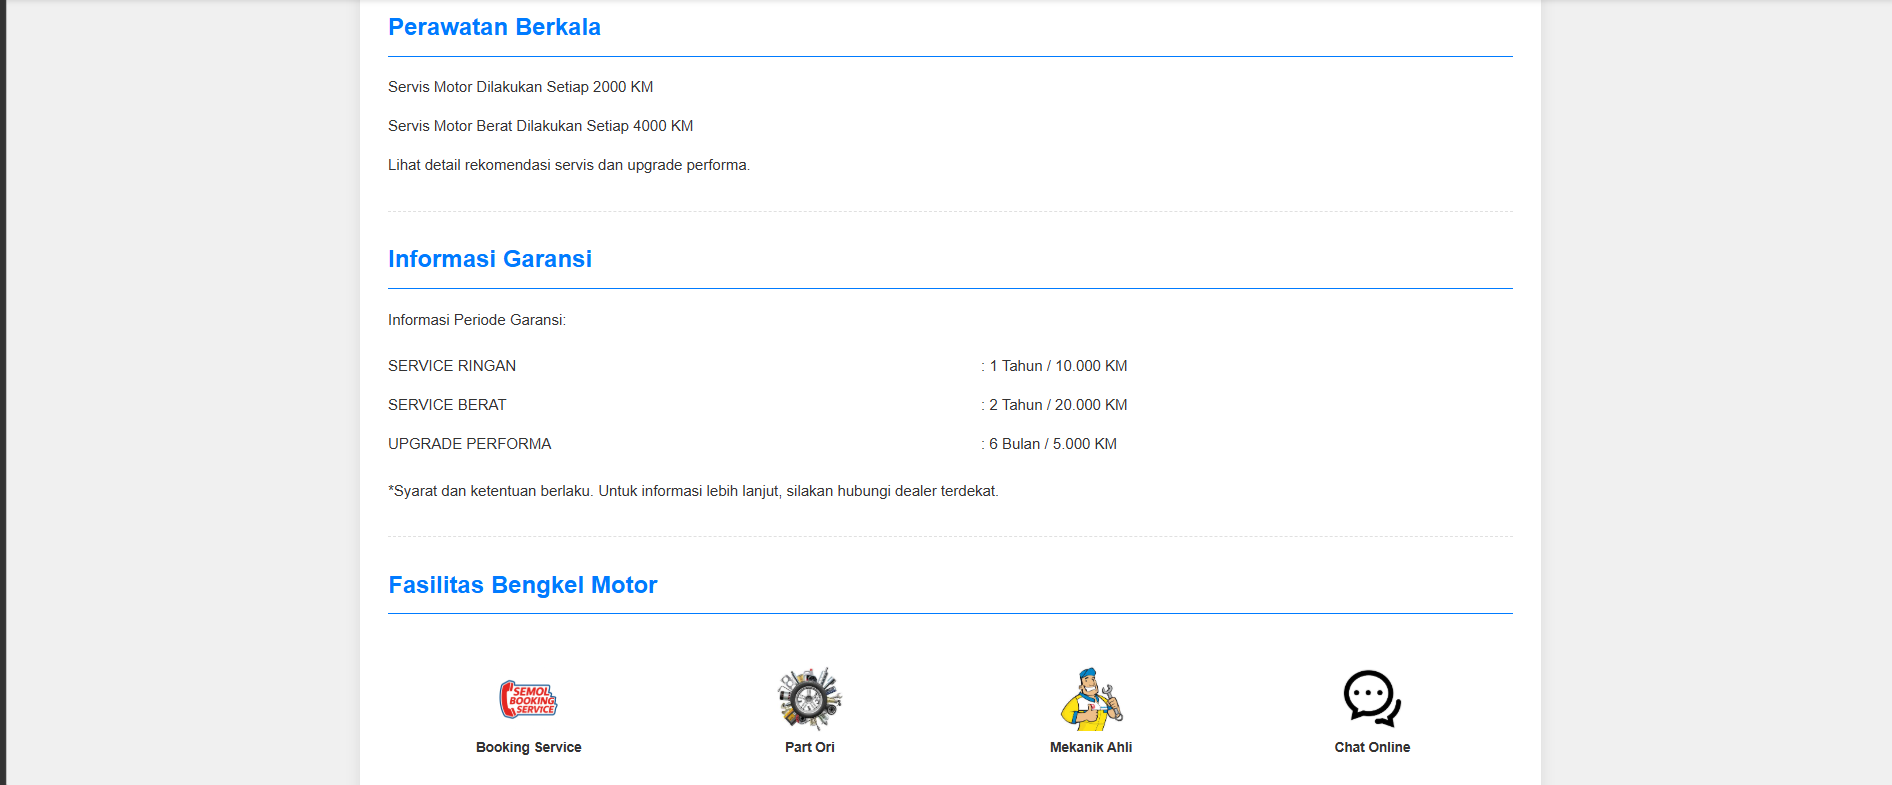 Perawatan Berkala
Servis Motor Dilakukan Setiap 2000 KM
Servis Motor Berat Dilakukan Setiap 4000 KM
Lihat detail rekomendasi servis dan upgrade performa.
Informasi Garansi
Informasi Periode Garansi:
SERVICE RINGAN : 1 Tahun / 10.000 KM
SERVICE BERAT : 2 Tahun / 20.000 KM
UPGRADE PERFORMA : 6 Bulan / 5.000 KM
*Syarat dan ketentuan berlaku. Untuk informasi lebih lanjut, silakan hubungi dealer terdekat.
Fasilitas Bengkel Motor
SEMOL
BOOKING
SERVICE
Booking Service
Part Ori
Mekanik Ahli
Chat Online